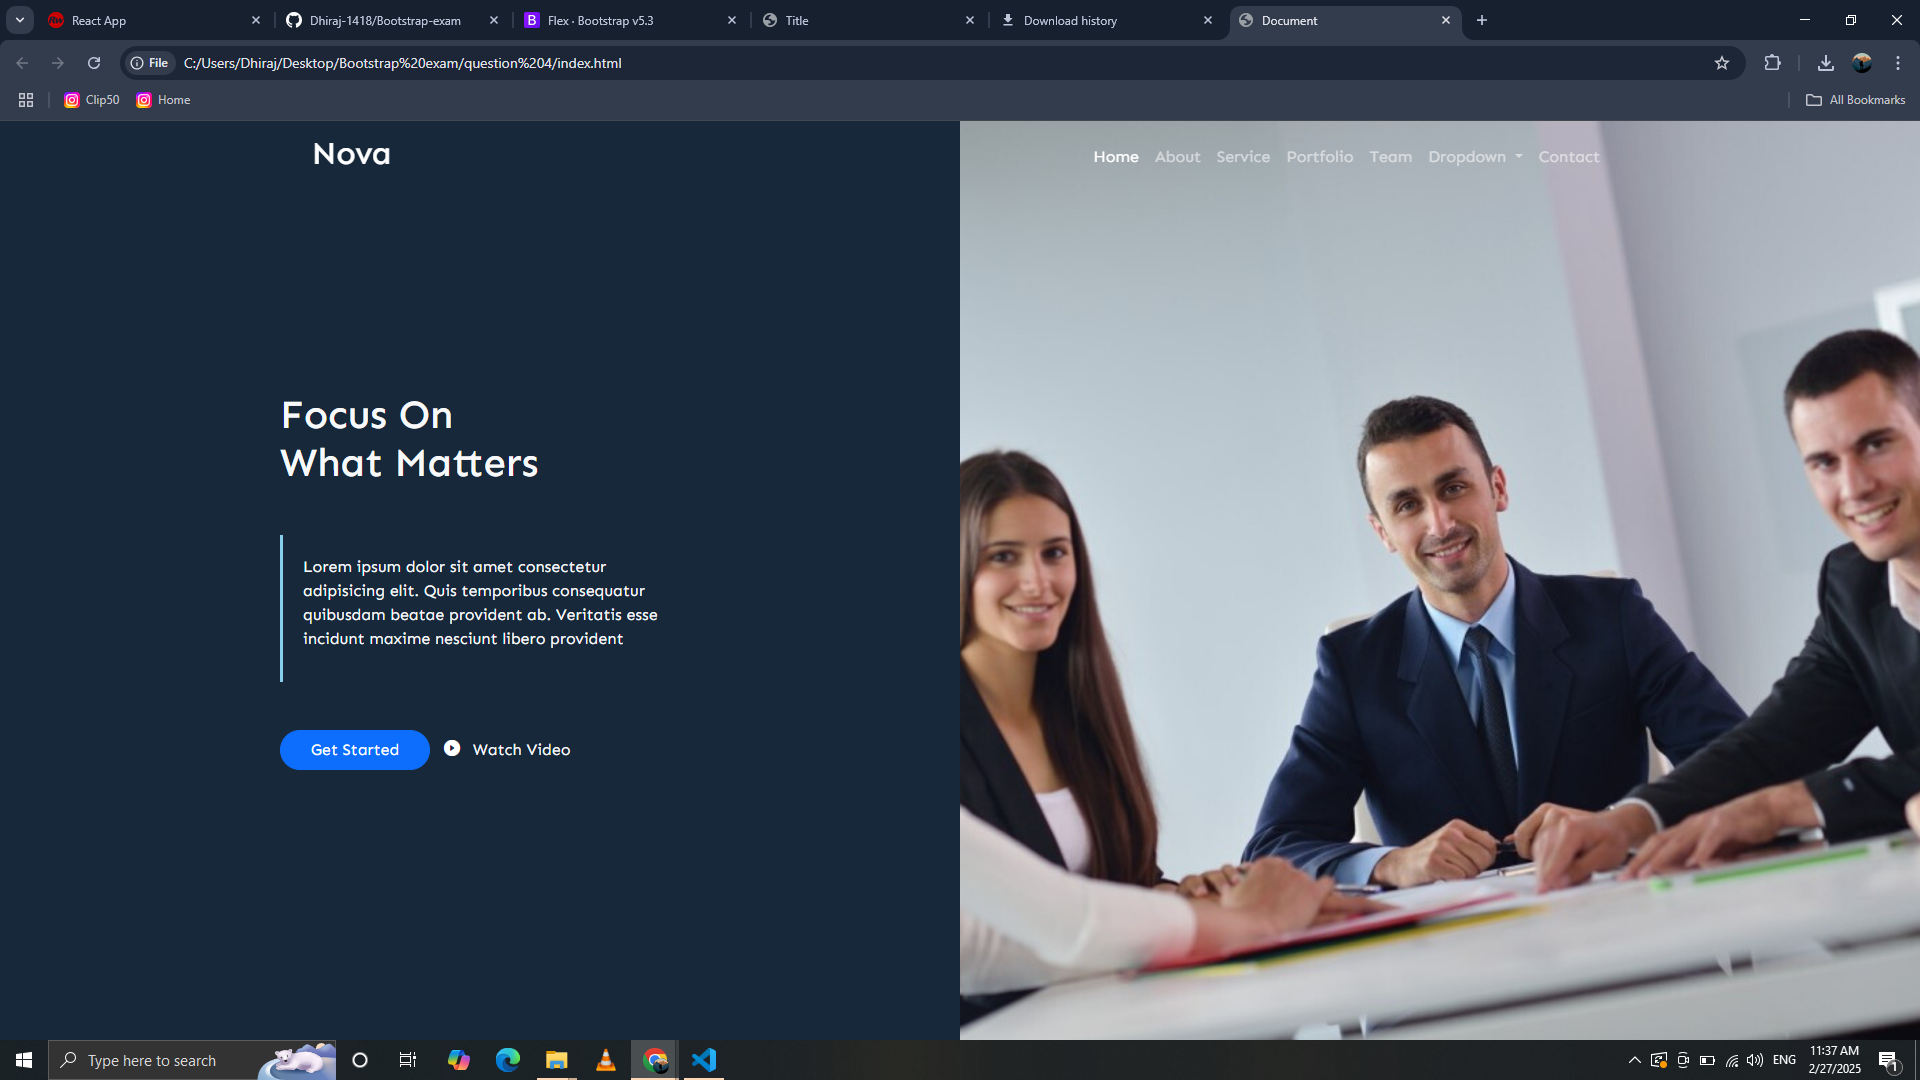 React App
Dhiraj-1418/Bootstrap-exam
B Flex · Bootstrap v5.3
Title
Download history
Document
File C:/Users/Dhiraj/Desktop/Bootstrap%20exam/question%204/index.html
Clip50
Home
All Bookmarks
Nova
Home About Service Portfolio Team Dropdown Contact
Focus On
What Matters
Lorem ipsum dolor sit amet consectetur
adipisicing elit. Quis temporibus consequatur
quibusdam beatae provident ab. Veritatis esse
incidunt maxime nesciunt libero provident
Get Started
Watch Video
Type here to search
ENG
11:37 AM
2/27/2025
1